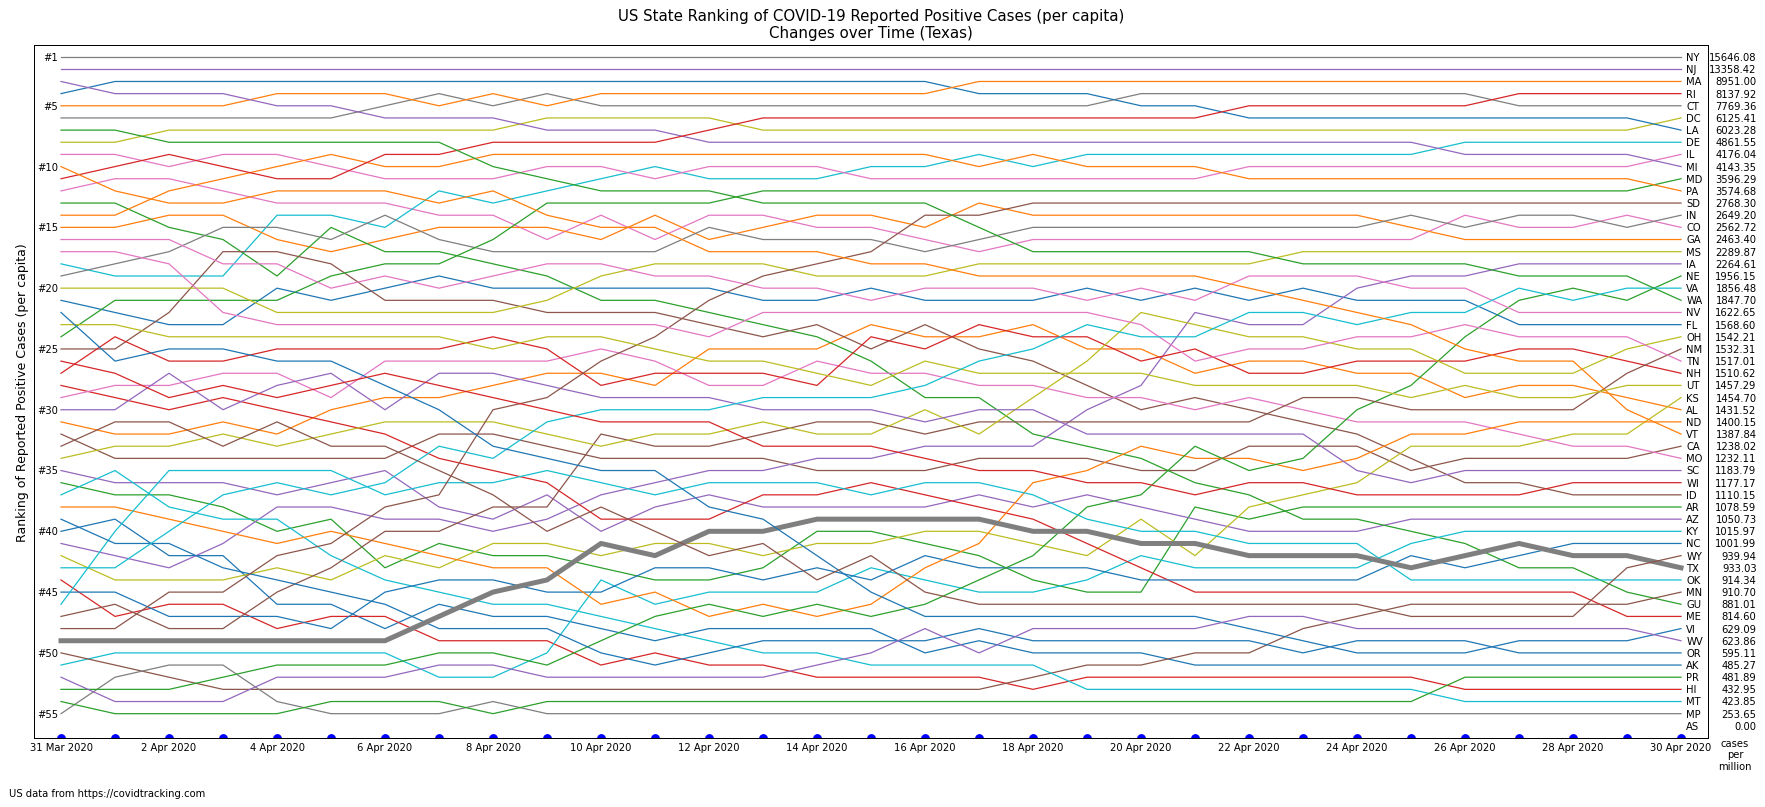 US State Ranking of COVID-19 Reported Positive Cases (per capita)
Changes over Time (Texas)
Ranking of Reported Positive Cases (per capita)
#1
#5
#10
#15
#20
#25
#30
#35
#40
#45
#50
#55
NY 15646.08
NJ 13358.42
MA 8951.00
RI 8137.92
CT 7769.36
DC 6125.41
LA 6023.28
DE 4861.55
IL 4176.04
MI 4143.35
MD 3596.29
PA 3574.68
SD 2768.30
IN 2649.20
CO 2562.72
GA 2463.40
MS 2289.87
IA 2264.61
NE 1956.15
VA 1856.48
WA 1847.70
NV 1622.65
FL 1568.60
OH 1542.21
NM 1532.31
TN 1517.01
NH 1510.62
UT 1457.29
KS 1454.70
AL 1431.52
ND 1400.15
VT 1387.84
CA 1238.02
MO 1232.11
SC 1183.79
WI 1177.17
ID 1110.15
AR 1078.59
AZ 1050.73
KY 1015.97
NC 1001.99
WY 939.94
TX 933.03
OK 914.34
MN 910.70
GU 881.01
ME 814.60
VI 629.09
WV 623.86
OR 595.11
AK 485.27
PR 481.89
HI 432.95
MT 423.85
MP 253.65
AS 0.00
31 Mar 2020 2 Apr 2020 4 Apr 2020 6 Apr 2020 8 Apr 2020 10 Apr 2020 12 Apr 2020 14 Apr 2020 16 Apr 2020 18 Apr 2020 20 Apr 2020 22 Apr 2020 24 Apr 2020 26 Apr 2020 28 Apr 2020 30 Apr 2020
cases
per
million
US data from https://covidtracking.com